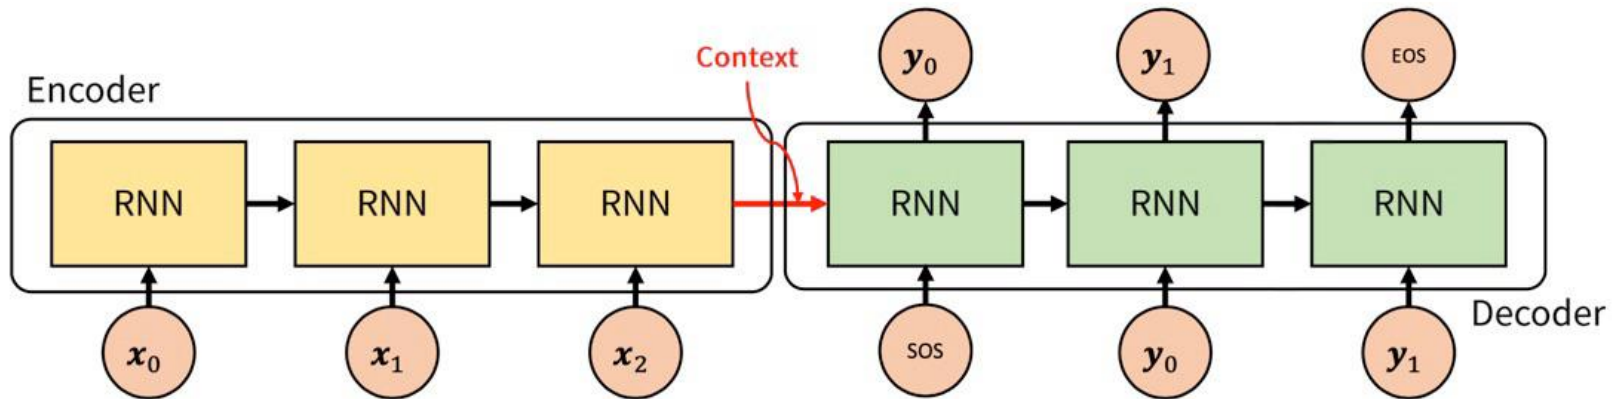 Context
y₀ y₁ EOS
Encoder
RNN RNN RNN RNN RNN RNN
Decoder
x₀ x₁ x₂ SOS y₀ y₁